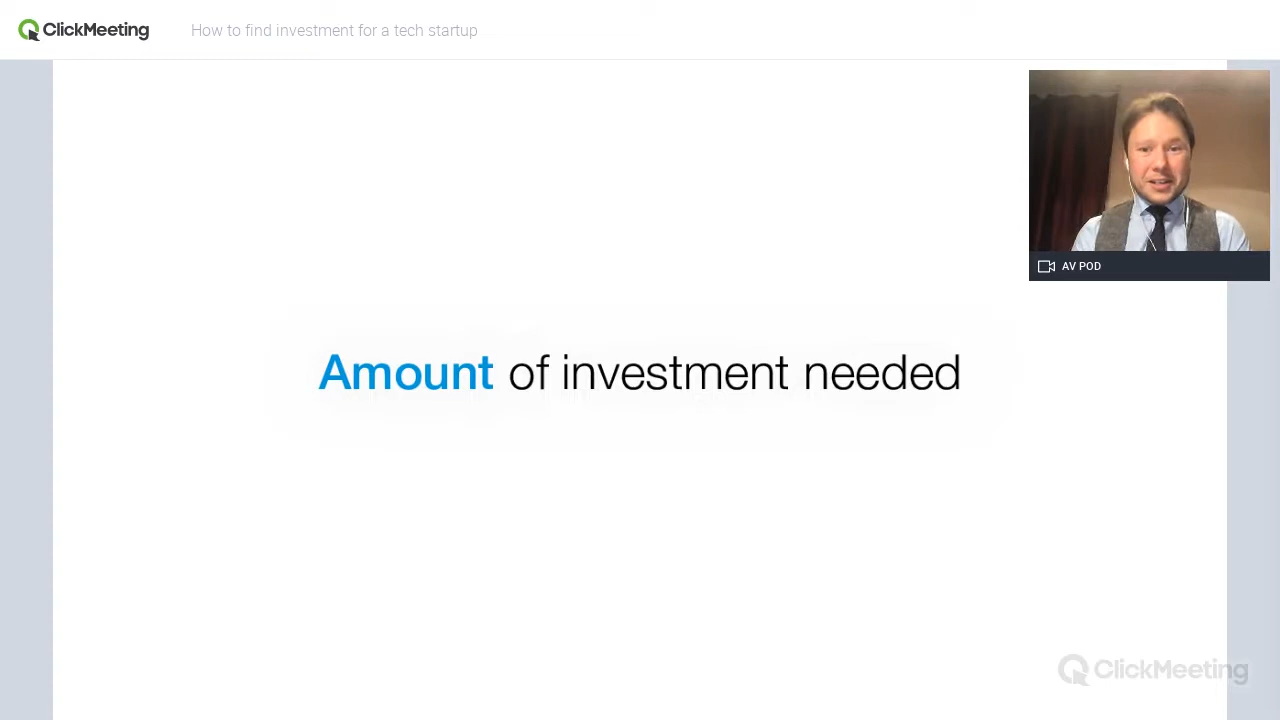 ClickMeeting How to find investment for a tech startup
AV POD
Amount of investment needed
ClickMeeting